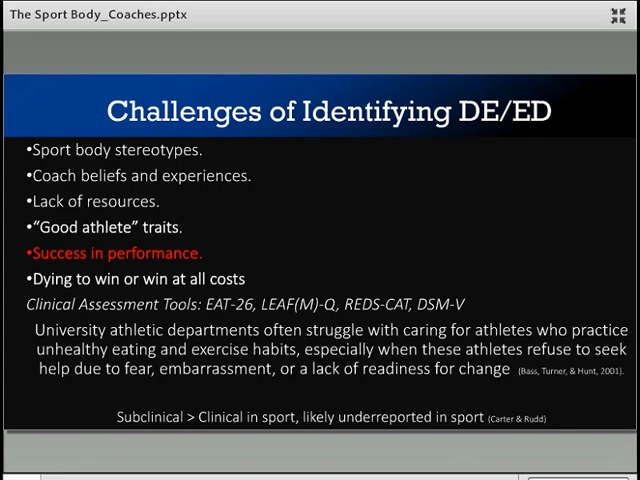 The Sport Body_Coaches.pptx
Challenges of Identifying DE/ED
•Sport body stereotypes.
•Coach beliefs and experiences.
•Lack of resources.
•“Good athlete” traits.
•Success in performance.
•Dying to win or win at all costs
Clinical Assessment Tools: EAT-26, LEAF(M)-Q, REDS-CAT, DSM-V
University athletic departments often struggle with caring for athletes who practice
unhealthy eating and exercise habits, especially when these athletes refuse to seek
help due to fear, embarrassment, or a lack of readiness for change (Bass, Turner, & Hunt, 2001).
Subclinical > Clinical in sport, likely underreported in sport (Carter & Rudd)